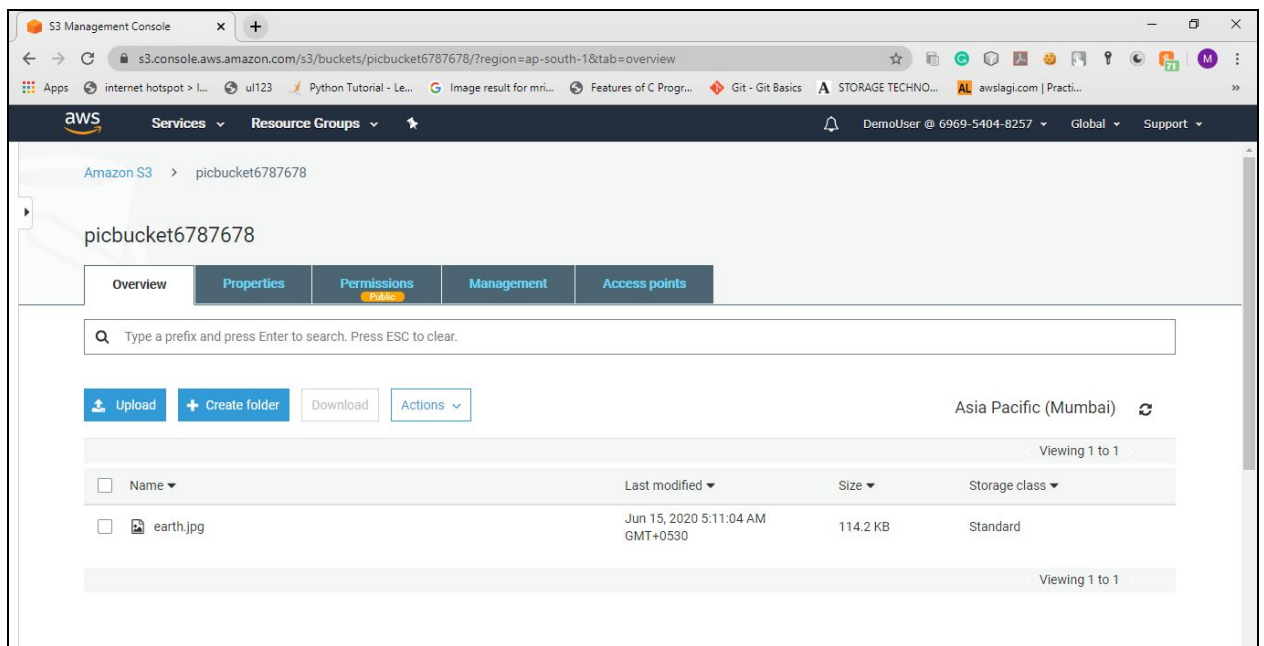 S3 Management Console
s3.console.aws.amazon.com/s3/buckets/picbucket6787678/?region=ap-south-1&tab=overview
71
M
Apps internet hotspot > I... ul123 Python Tutorial - Le... Image result for mri... Features of C Progr... Git - Git Basics A STORAGE TECHNO... AL awslagi.com | Practi... »
aws Services Resource Groups DemoUser @ 6969-5404-8257 Global Support
Amazon S3 > picbucket6787678
picbucket6787678
Overview Properties Permissions Management Access points
Public
Type a prefix and press Enter to search. Press ESC to clear.
Upload + Create folder Download Actions Asia Pacific (Mumbai)
Viewing 1 to 1
Name Last modified Size Storage class
earth.jpg Jun 15, 2020 5:11:04 AM 114.2 KB Standard
GMT+0530
Viewing 1 to 1